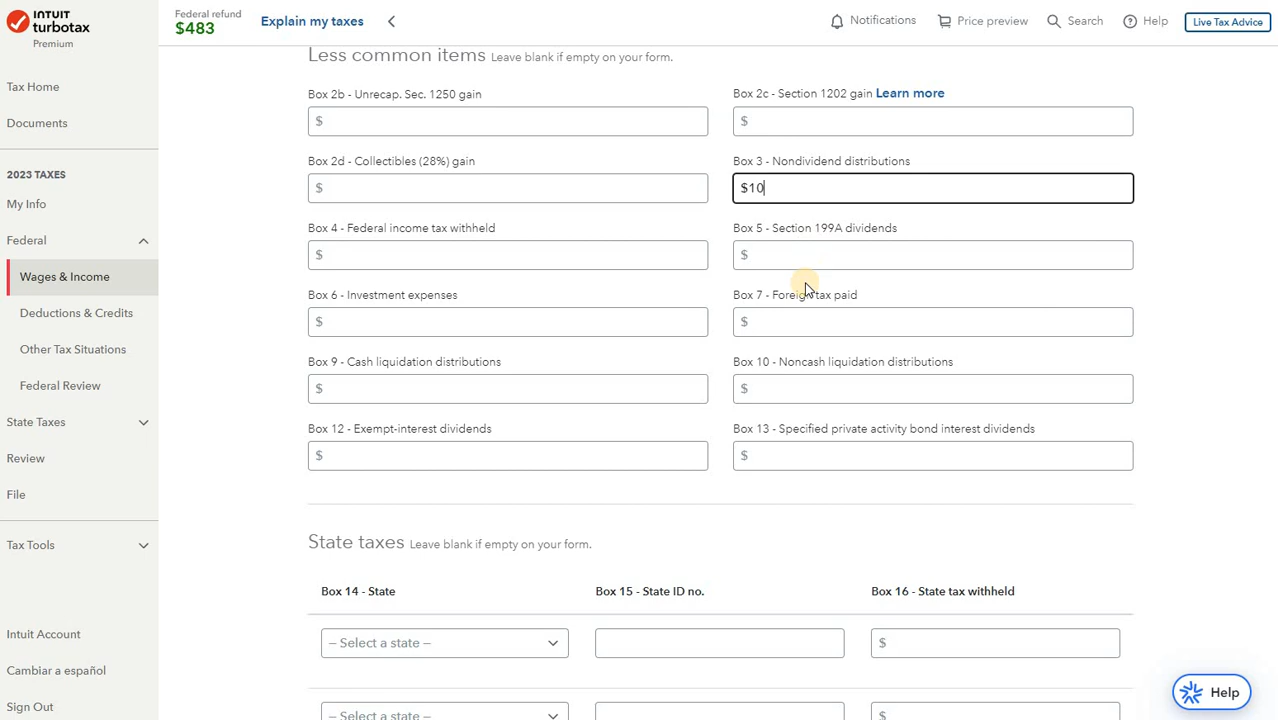 INTUIT
turbotax
Premium
Federal refund
$483
Explain my taxes
Notifications
Price preview
Search
Help
Live Tax Advice
Tax Home
Documents
2023 TAXES
My Info
Federal
Wages & Income
Deductions & Credits
Other Tax Situations
Federal Review
State Taxes
Review
File
Tax Tools
Intuit Account
Cambiar a español
Sign Out
Less common items Leave blank if empty on your form.
Box 2b - Unrecap. Sec. 1250 gain
$
Box 2c - Section 1202 gain Learn more
$
Box 2d - Collectibles (28%) gain
$
Box 3 - Nondividend distributions
$10
Box 4 - Federal income tax withheld
$
Box 5 - Section 199A dividends
$
Box 6 - Investment expenses
$
Box 7 - Foreign tax paid
$
Box 9 - Cash liquidation distributions
$
Box 10 - Noncash liquidation distributions
$
Box 12 - Exempt-interest dividends
$
Box 13 - Specified private activity bond interest dividends
$
State taxes Leave blank if empty on your form.
Box 14 - State
Box 15 - State ID no.
Box 16 - State tax withheld
– Select a state –
$
– Select a state –
$
Help